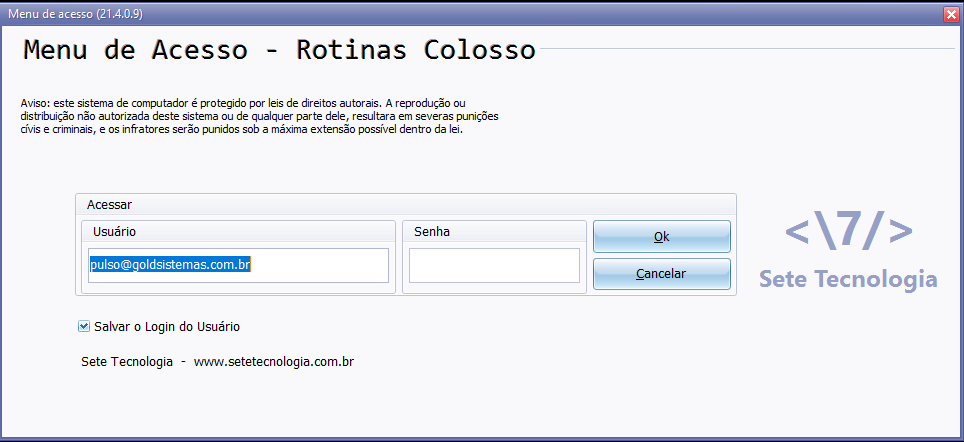 Menu de acesso (21.4.0.9)
Menu de Acesso - Rotinas Colosso
Aviso: este sistema de computador é protegido por leis de direitos autorais. A reprodução ou
distribuição não autorizada deste sistema ou de qualquer parte dele, resultara em severas punições
cívis e criminais, e os infratores serão punidos sob a máxima extensão possível dentro da lei.
Acessar
Usuário
Senha
pulso@goldsistemas.com.br
Ok
Cancelar
<\7/>
Sete Tecnologia
Salvar o Login do Usuário
Sete Tecnologia - www.setetecnologia.com.br